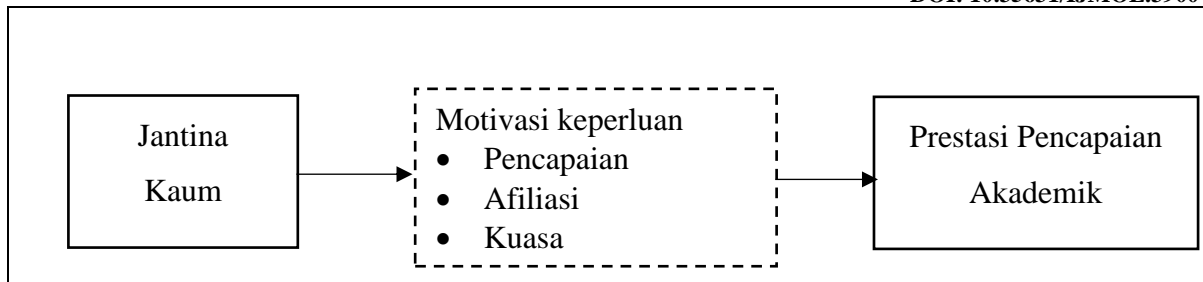 Jantina
Kaum
Motivasi keperluan
• Pencapaian
• Afiliasi
• Kuasa
Prestasi Pencapaian
Akademik